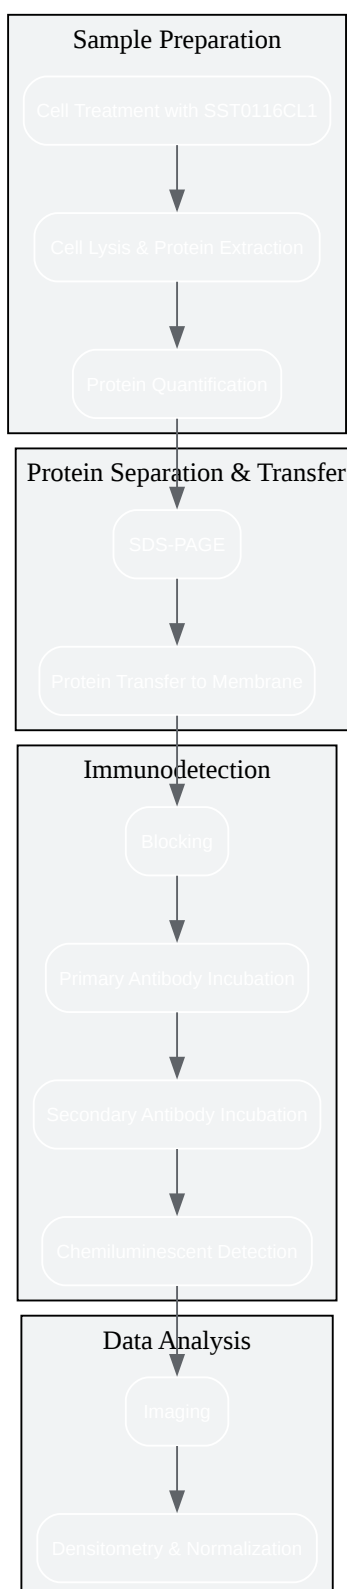 Sample Preparation
Cell Treatment with SST0116CL1
Cell Lysis & Protein Extraction
Protein Quantification
Protein Separation & Transfer
SDS-PAGE
Protein Transfer to Membrane
Immunodetection
Blocking
Primary Antibody Incubation
Secondary Antibody Incubation
Chemiluminescent Detection
Data Analysis
Imaging
Densitometry & Normalization